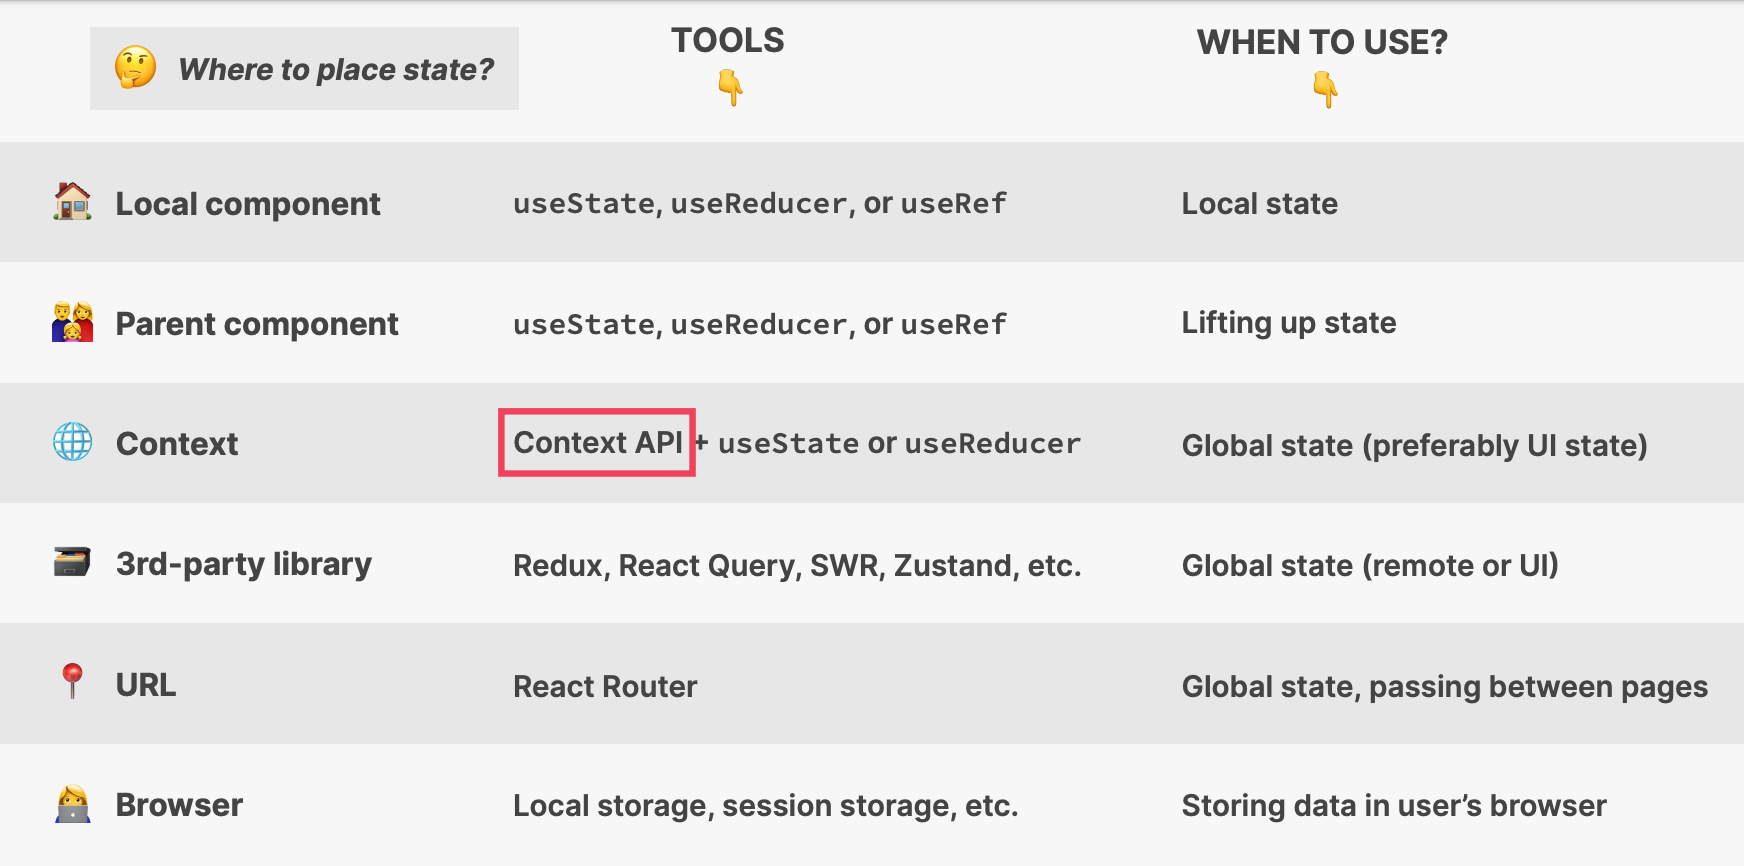 Where to place state?
TOOLS
WHEN TO USE?
Local component
useState, useReducer, or useRef
Local state
Parent component
useState, useReducer, or useRef
Lifting up state
Context
Context API + useState or useReducer
Global state (preferably UI state)
3rd-party library
Redux, React Query, SWR, Zustand, etc.
Global state (remote or UI)
URL
React Router
Global state, passing between pages
Browser
Local storage, session storage, etc.
Storing data in user’s browser